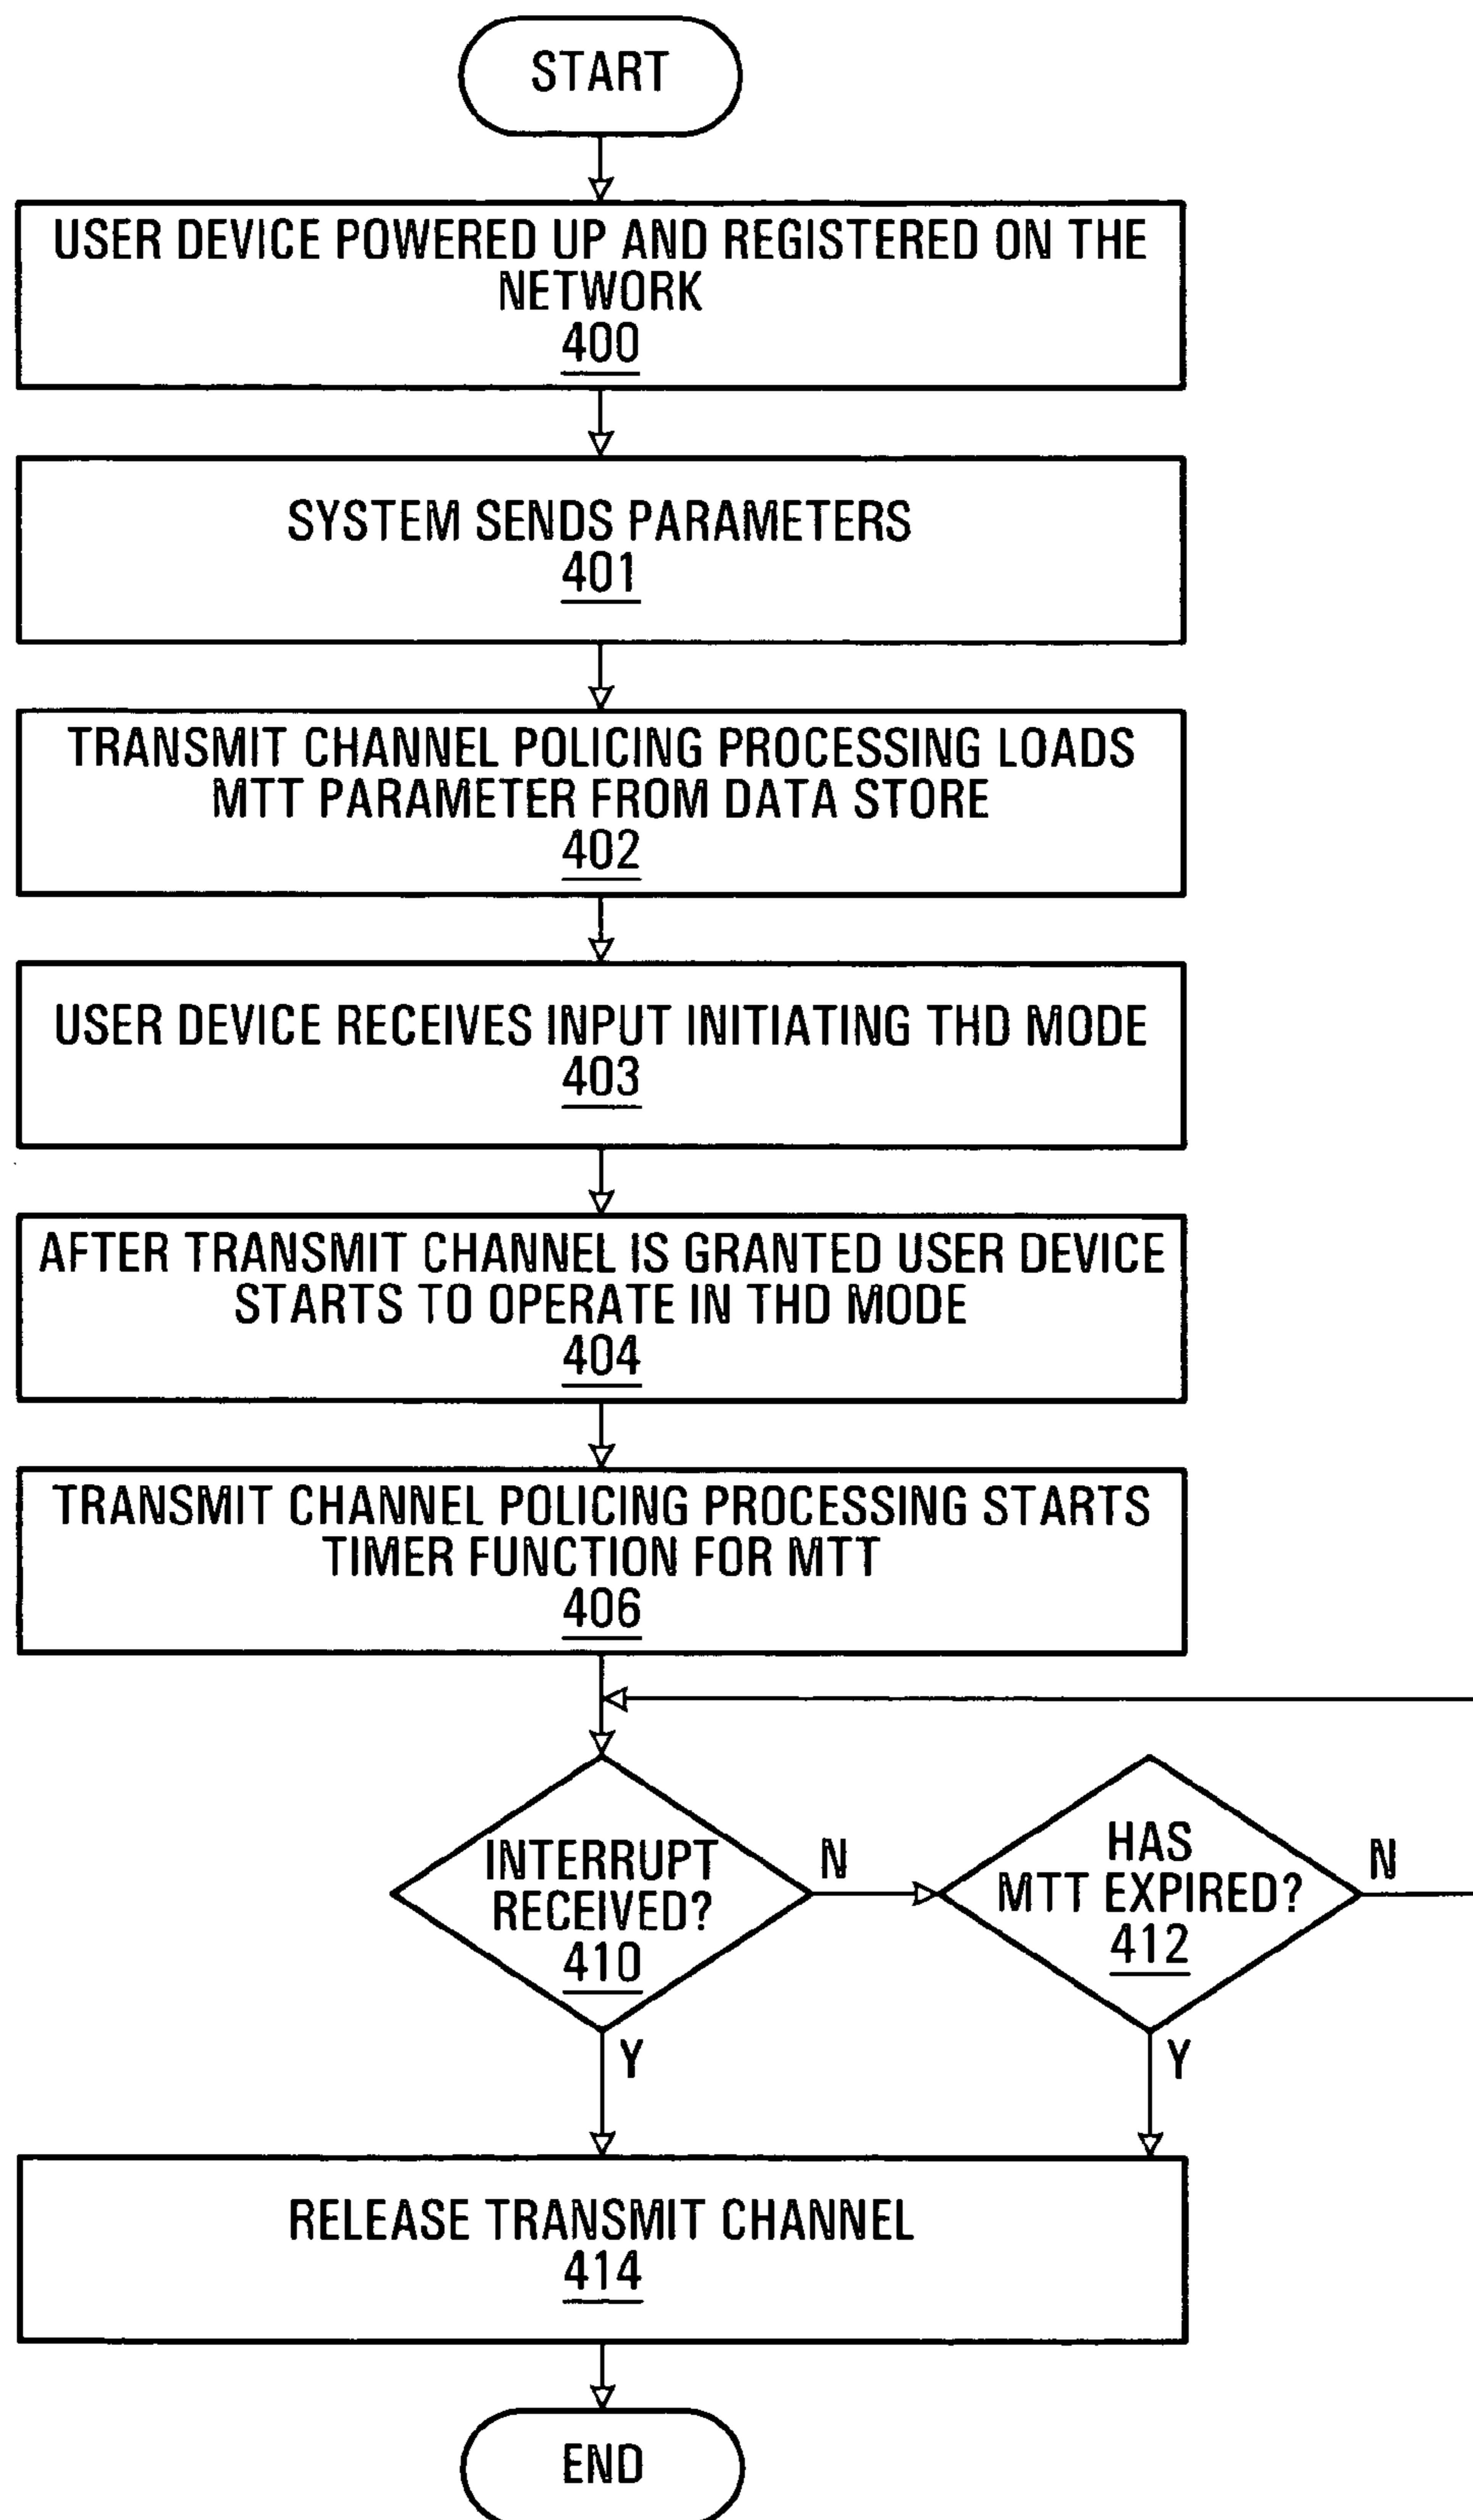 START
USER DEVICE POWERED UP AND REGISTERED ON THE
NETWORK
400
SYSTEM SENDS PARAMETERS
401
TRANSMIT CHANNEL POLICING PROCESSING LOADS
MTT PARAMETER FROM DATA STORE
402
USER DEVICE RECEIVES INPUT INITIATING THD MODE
403
AFTER TRANSMIT CHANNEL IS GRANTED USER DEVICE
STARTS TO OPERATE IN THD MODE
404
TRANSMIT CHANNEL POLICING PROCESSING STARTS
TIMER FUNCTION FOR MTT
406
INTERRUPT
RECEIVED?
410
N
HAS
MTT EXPIRED?
412
N
Y
Y
RELEASE TRANSMIT CHANNEL
414
END